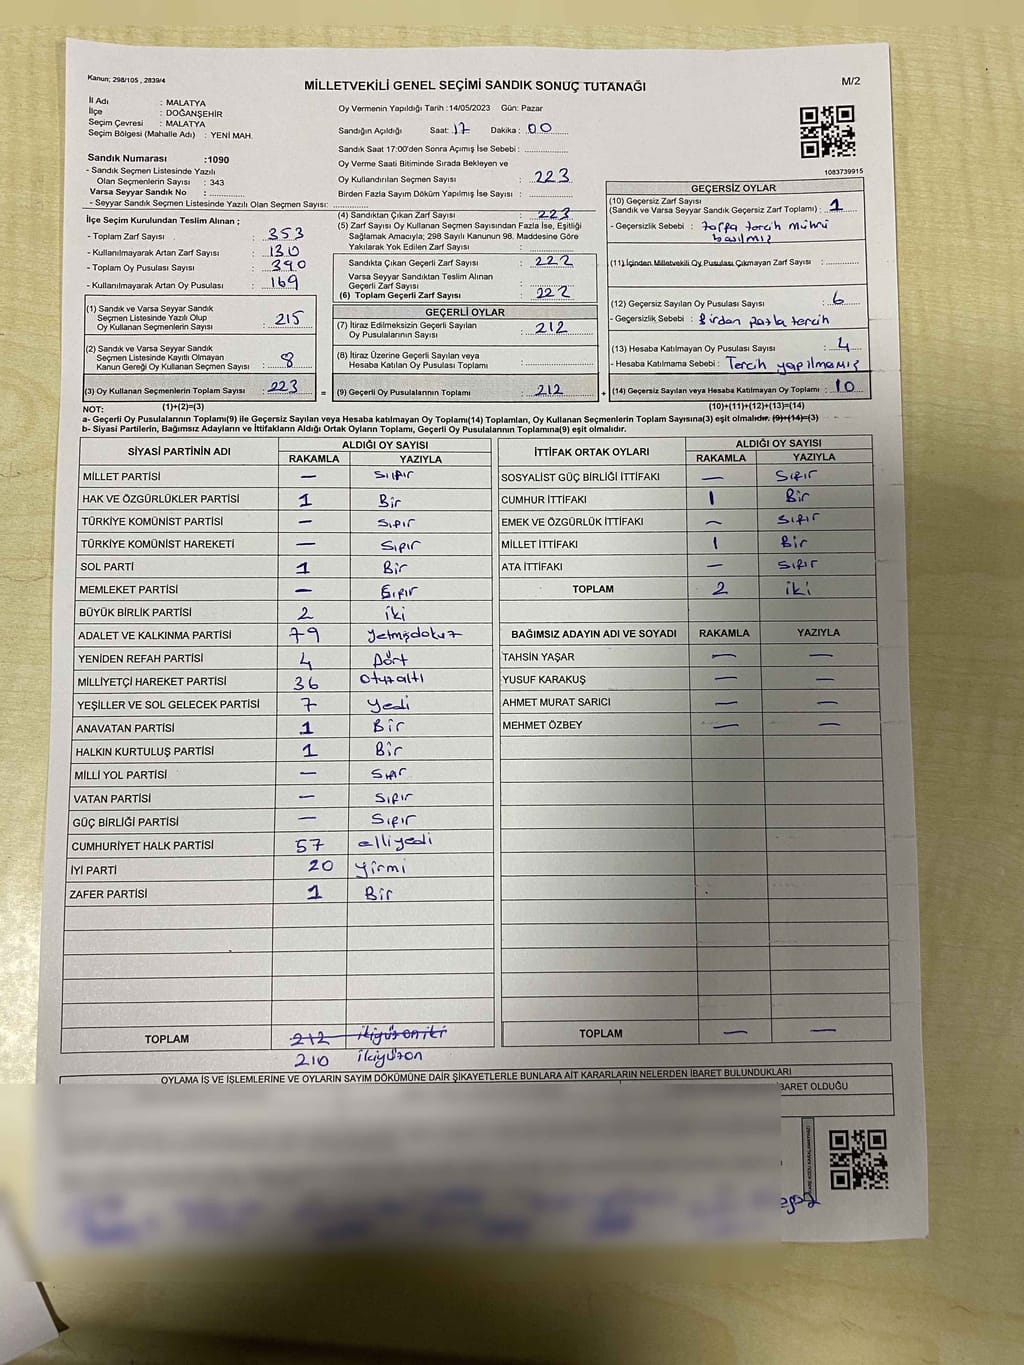 Kanun; 298/105 , 2839/4
MİLLETVEKİLİ GENEL SEÇİMİ SANDIK SONUÇ TUTANAĞI
M/2
İl Adı : MALATYA
İlçe : DOĞANŞEHİR
Seçim Çevresi : MALATYA
Seçim Bölgesi (Mahalle Adı) : YENİ MAH.
Sandık Numarası :1090
- Sandık Seçmen Listesinde Yazılı
Olan Seçmenlerin Sayısı : 343
Varsa Seyyar Sandık No : ..............
- Seyyar Sandık Seçmen Listesinde Yazılı Olan Seçmen Sayısı: ..............
Oy Vermenin Yapıldığı Tarih :14/05/2023 Gün: Pazar
Sandığın Açıldığı Saat: 17 Dakika : 00
Sandık Saat 17:00'den Sonra Açımış İse Sebebi : ..............
Oy Verme Saati Bitiminde Sırada Bekleyen ve
Oy Kullandırılan Seçmen Sayısı : 223
Birden Fazla Sayım Döküm Yapılmış İse Sayısı : ..............
1083739915
İlçe Seçim Kurulundan Teslim Alınan ;
- Toplam Zarf Sayısı : 353
- Kullanılmayarak Artan Zarf Sayısı : 130
- Toplam Oy Pusulası Sayısı : 390
- Kullanılmayarak Artan Oy Pusulası : 169
(4) Sandıktan Çıkan Zarf Sayısı : 223
(5) Zarf Sayısı Oy Kullanan Seçmen Sayısından Fazla İse, Eşitliği
Sağlamak Amacıyla; 298 Sayılı Kanunun 98. Maddesine Göre
Yakılarak Yok Edilen Zarf Sayısı : ..............
Sandıkta Çıkan Geçerli Zarf Sayısı : 222
Varsa Seyyar Sandıktan Teslim Alınan
Geçerli Zarf Sayısı : ..............
(6) Toplam Geçerli Zarf Sayısı : 222
GEÇERSİZ OYLAR
(10) Geçersiz Zarf Sayısı
(Sandık ve Varsa Seyyar Sandık Geçersiz Zarf Toplamı) : 1
- Geçersizlik Sebebi : zarfa tercih mührü
basılmış
(11) İçinden Milletvekili Oy Pusulası Çıkmayan Zarf Sayısı : ..............
(12) Geçersiz Sayılan Oy Pusulası Sayısı : 6
- Geçersizlik Sebebi : Birden fazla tercih
(13) Hesaba Katılmayan Oy Pusulası Sayısı : 4
- Hesaba Katılmama Sebebi : Tercih yapılmamış
(14) Geçersiz Sayılan veya Hesaba Katılmayan Oy Toplamı : 10
(1) Sandık ve Varsa Seyyar Sandık
Seçmen Listesinde Yazılı Olup
Oy Kullanan Seçmenlerin Sayısı : 215
(2) Sandık ve Varsa Seyyar Sandık
Seçmen Listesinde Kayıtlı Olmayan
Kanun Gereği Oy Kullanan Seçmen Sayısı : 8
(3) Oy Kullanan Seçmenlerin Toplam Sayısı : 223
GEÇERLİ OYLAR
(7) İtiraz Edilmeksizin Geçerli Sayılan
Oy Pusulalarının Sayısı : 212
(8) İtiraz Üzerine Geçerli Sayılan veya
Hesaba Katılan Oy Pusulası Toplamı : ..............
= (9) Geçerli Oy Pusulalarının Toplamı : 212 +
NOT: (1)+(2)=(3)
(10)+(11)+(12)+(13)=(14)
a- Geçerli Oy Pusulalarının Toplamı(9) ile Geçersiz Sayılan veya Hesaba katılmayan Oy Toplamı(14) Toplamları, Oy Kullanan Seçmenlerin Toplam Sayısına(3) eşit olmalıdır. (9)+(14)=(3)
b- Siyasi Partilerin, Bağımsız Adayların ve İttifakların Aldığı Ortak Oyların Toplamı, Geçerli Oy Pusulalarının Toplamına(9) eşit olmalıdır.
SİYASİ PARTİNİN ADI ALDIĞI OY SAYISI
RAKAMLA YAZIYLA
MİLLET PARTİSİ — Sıfır
HAK VE ÖZGÜRLÜKLER PARTİSİ 1 Bir
TÜRKİYE KOMÜNİST PARTİSİ — Sıfır
TÜRKİYE KOMÜNİST HAREKETİ — Sıfır
SOL PARTİ 1 Bir
MEMLEKET PARTİSİ — Sıfır
BÜYÜK BİRLİK PARTİSİ 2 iki
ADALET VE KALKINMA PARTİSİ 79 yetmişdokuz
YENİDEN REFAH PARTİSİ 4 Dört
MİLLİYETÇİ HAREKET PARTİSİ 36 otuzaltı
YEŞİLLER VE SOL GELECEK PARTİSİ 7 yedi
ANAVATAN PARTİSİ 1 Bir
HALKIN KURTULUŞ PARTİSİ 1 Bir
MİLLİ YOL PARTİSİ — Sıfır
VATAN PARTİSİ — Sıfır
GÜÇ BİRLİĞİ PARTİSİ — Sıfır
CUMHURİYET HALK PARTİSİ 57 elliyedi
İYİ PARTİ 20 yirmi
ZAFER PARTİSİ 1 Bir
TOPLAM 212 ikiyüzoniki
210 ikiyüzon
İTTİFAK ORTAK OYLARI ALDIĞI OY SAYISI
RAKAMLA YAZIYLA
SOSYALİST GÜÇ BİRLİĞİ İTTİFAKI — Sıfır
CUMHUR İTTİFAKI 1 Bir
EMEK VE ÖZGÜRLÜK İTTİFAKI — Sıfır
MİLLET İTTİFAKI 1 Bir
ATA İTTİFAKI — Sıfır
TOPLAM 2 iki
BAĞIMSIZ ADAYIN ADI VE SOYADI RAKAMLA YAZIYLA
TAHSİN YAŞAR — —
YUSUF KARAKUŞ — —
AHMET MURAT SARICI — —
MEHMET ÖZBEY — —
TOPLAM — —
OYLAMA İŞ VE İŞLEMLERİNE VE OYLARIN SAYIM DÖKÜMÜNE DAİR ŞİKAYETLERLE BUNLARA AİT KARARLARIN NELERDEN İBARET BULUNDUKLARI
İBARET OLDUĞU